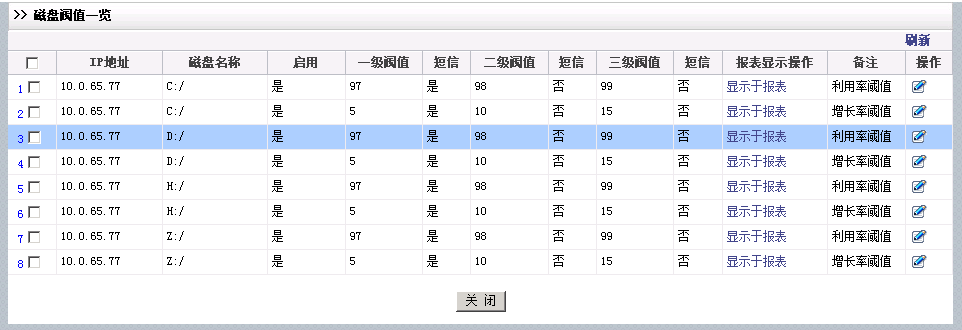 >> 磁盘阀值一览
刷新
IP地址 磁盘名称 启用 一级阀值 短信 二级阀值 短信 三级阀值 短信 报表显示操作 备注 操作
1 10.0.65.77 C:/ 是 97 是 98 否 99 否 显示于报表 利用率阈值
2 10.0.65.77 C:/ 是 5 是 10 否 15 否 显示于报表 增长率阈值
3 10.0.65.77 D:/ 是 97 是 98 否 99 否 显示于报表 利用率阈值
4 10.0.65.77 D:/ 是 5 是 10 否 15 否 显示于报表 增长率阈值
5 10.0.65.77 H:/ 是 97 是 98 否 99 否 显示于报表 利用率阈值
6 10.0.65.77 H:/ 是 5 是 10 否 15 否 显示于报表 增长率阈值
7 10.0.65.77 Z:/ 是 97 是 98 否 99 否 显示于报表 利用率阈值
8 10.0.65.77 Z:/ 是 5 是 10 否 15 否 显示于报表 增长率阈值
关 闭